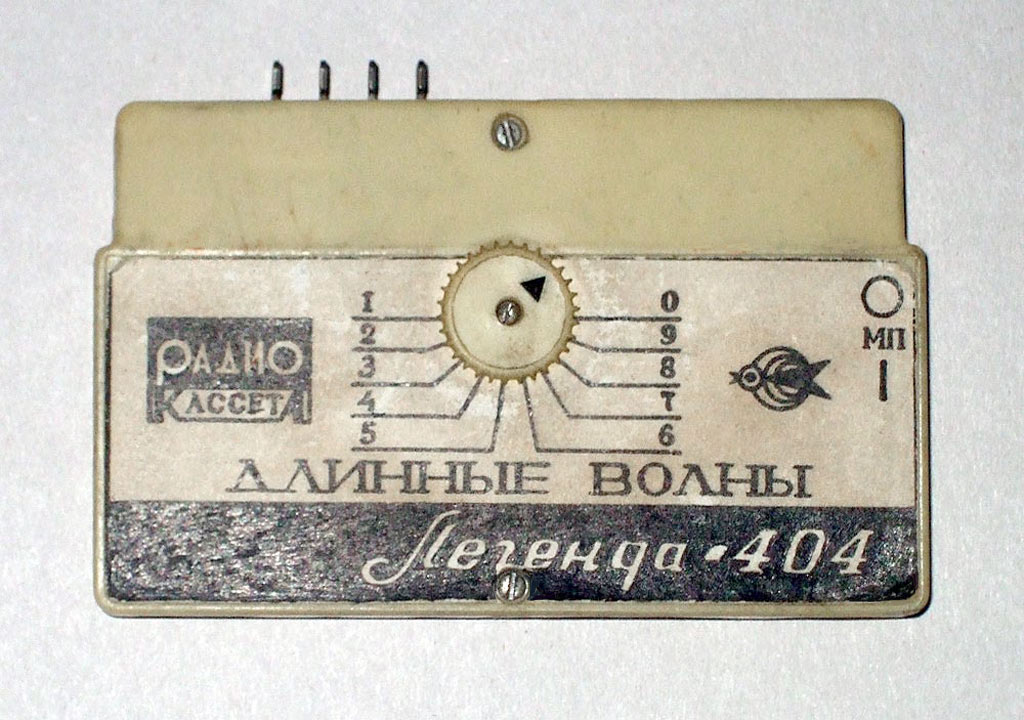 РАДИО
КАССЕТА
1
2
3
4
5
0
9
8
7
6
О
МП
I
ДЛИННЫЕ ВОЛНЫ
Легенда·404